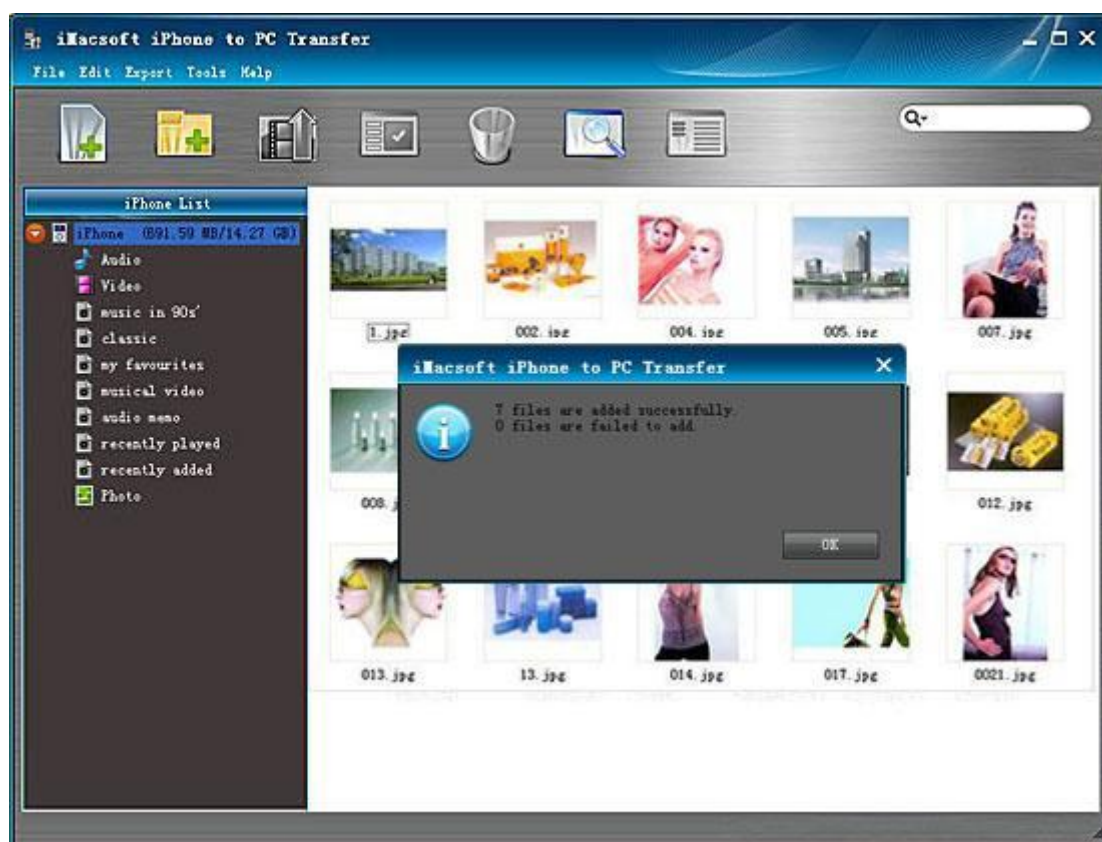 iMacsoft iPhone to PC Transfer
File Edit Export Tools Help
iPhone List
iPhone (691.59 MB/14.27 GB)
Audio
Video
music in 90s'
classic
my favourites
musical video
audio memo
recently played
recently added
Photo
1.jpg
002.jpg
004.jpg
005.jpg
007.jpg
iMacsoft iPhone to PC Transfer
7 files are added successfully.
0 files are failed to add.
OK
008.j
012.jpg
013.jpg
13.jpg
014.jpg
017.jpg
0021.jpg